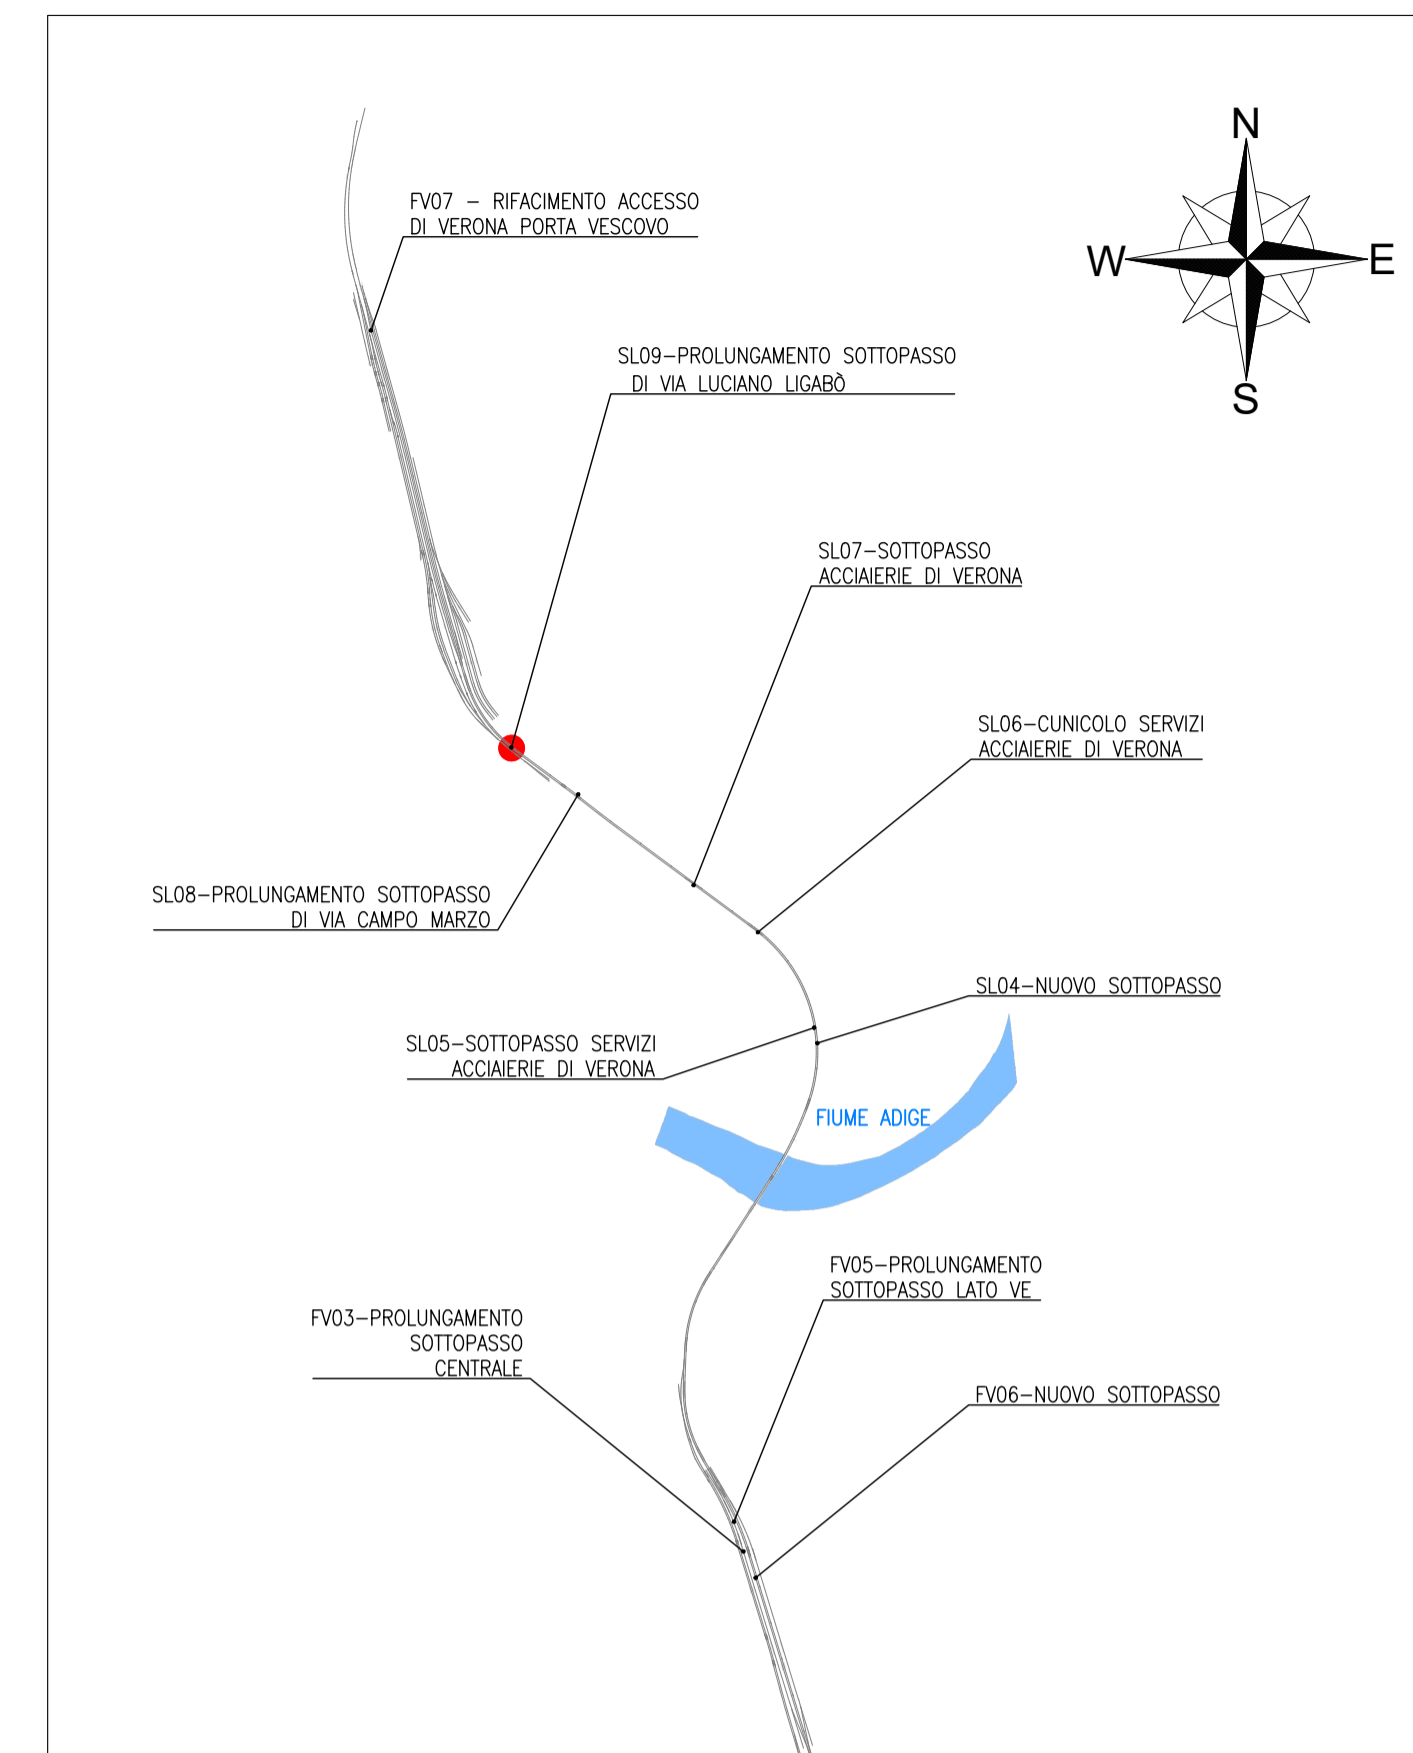 N
FV07 – RIFACIMENTO ACCESSO
DI VERONA PORTA VESCOVO
W
E
SL09–PROLUNGAMENTO SOTTOPASSO
DI VIA LUCIANO LIGABÒ
S
SL07–SOTTOPASSO
ACCIAIERIE DI VERONA
SL06–CUNICOLO SERVIZI
ACCIAIERIE DI VERONA
SL08–PROLUNGAMENTO SOTTOPASSO
DI VIA CAMPO MARZO
SL04–NUOVO SOTTOPASSO
SL05–SOTTOPASSO SERVIZI
ACCIAIERIE DI VERONA
FIUME ADIGE
FV05–PROLUNGAMENTO
SOTTOPASSO LATO VE
FV03–PROLUNGAMENTO
SOTTOPASSO
CENTRALE
FV06–NUOVO SOTTOPASSO